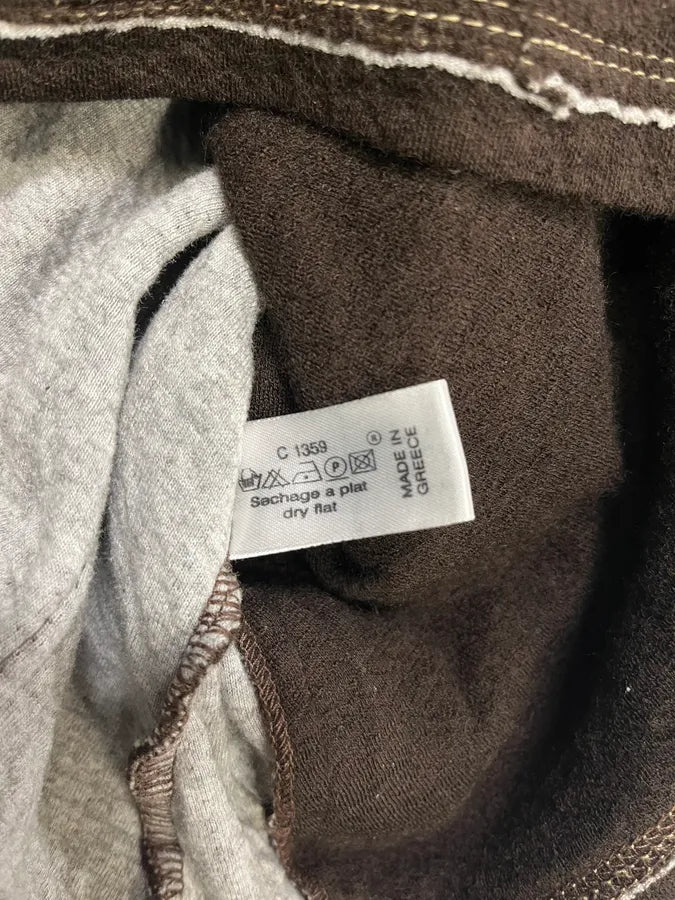 C 1359
®
P
Sechage a plat
dry flat
MADE IN
GREECE